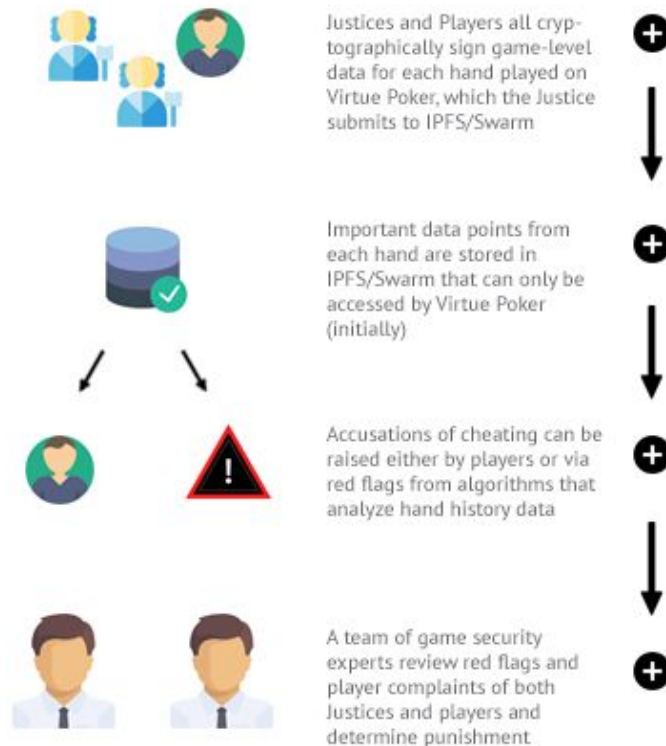 Justices and Players all cryp-
tographically sign game-level
data for each hand played on
Virtue Poker, which the Justice
submits to IPFS/Swarm
Important data points from
each hand are stored in
IPFS/Swarm that can only be
accessed by Virtue Poker
(initially)
Accusations of cheating can be
raised either by players or via
red flags from algorithms that
analyze hand history data
!
A team of game security
experts review red flags and
player complaints of both
Justices and players and
determine punishment